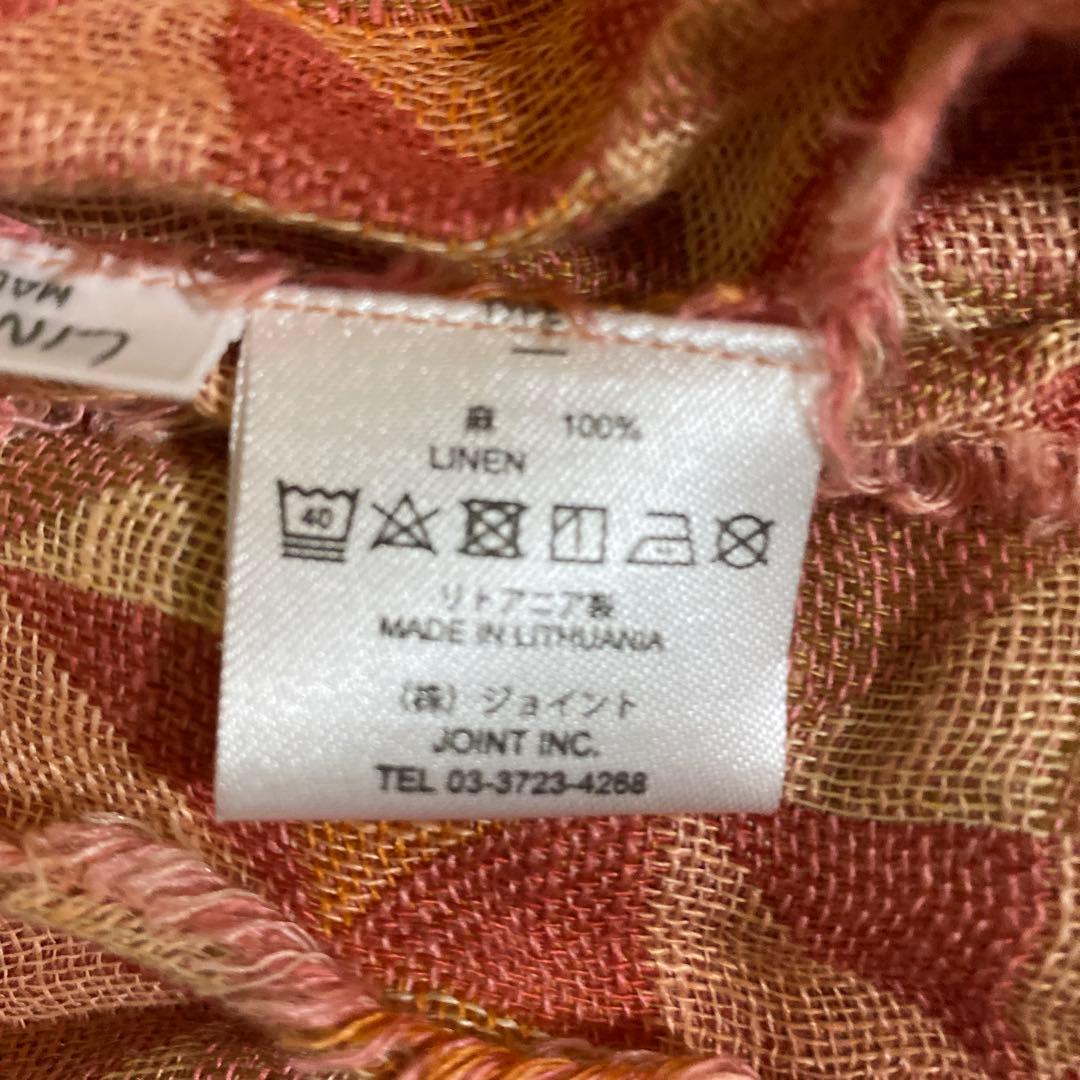 麻 100%
LINEN
40
リトアニア製
MADE IN LITHUANIA
(株) ジョイント
JOINT INC.
TEL 03-3723-4268